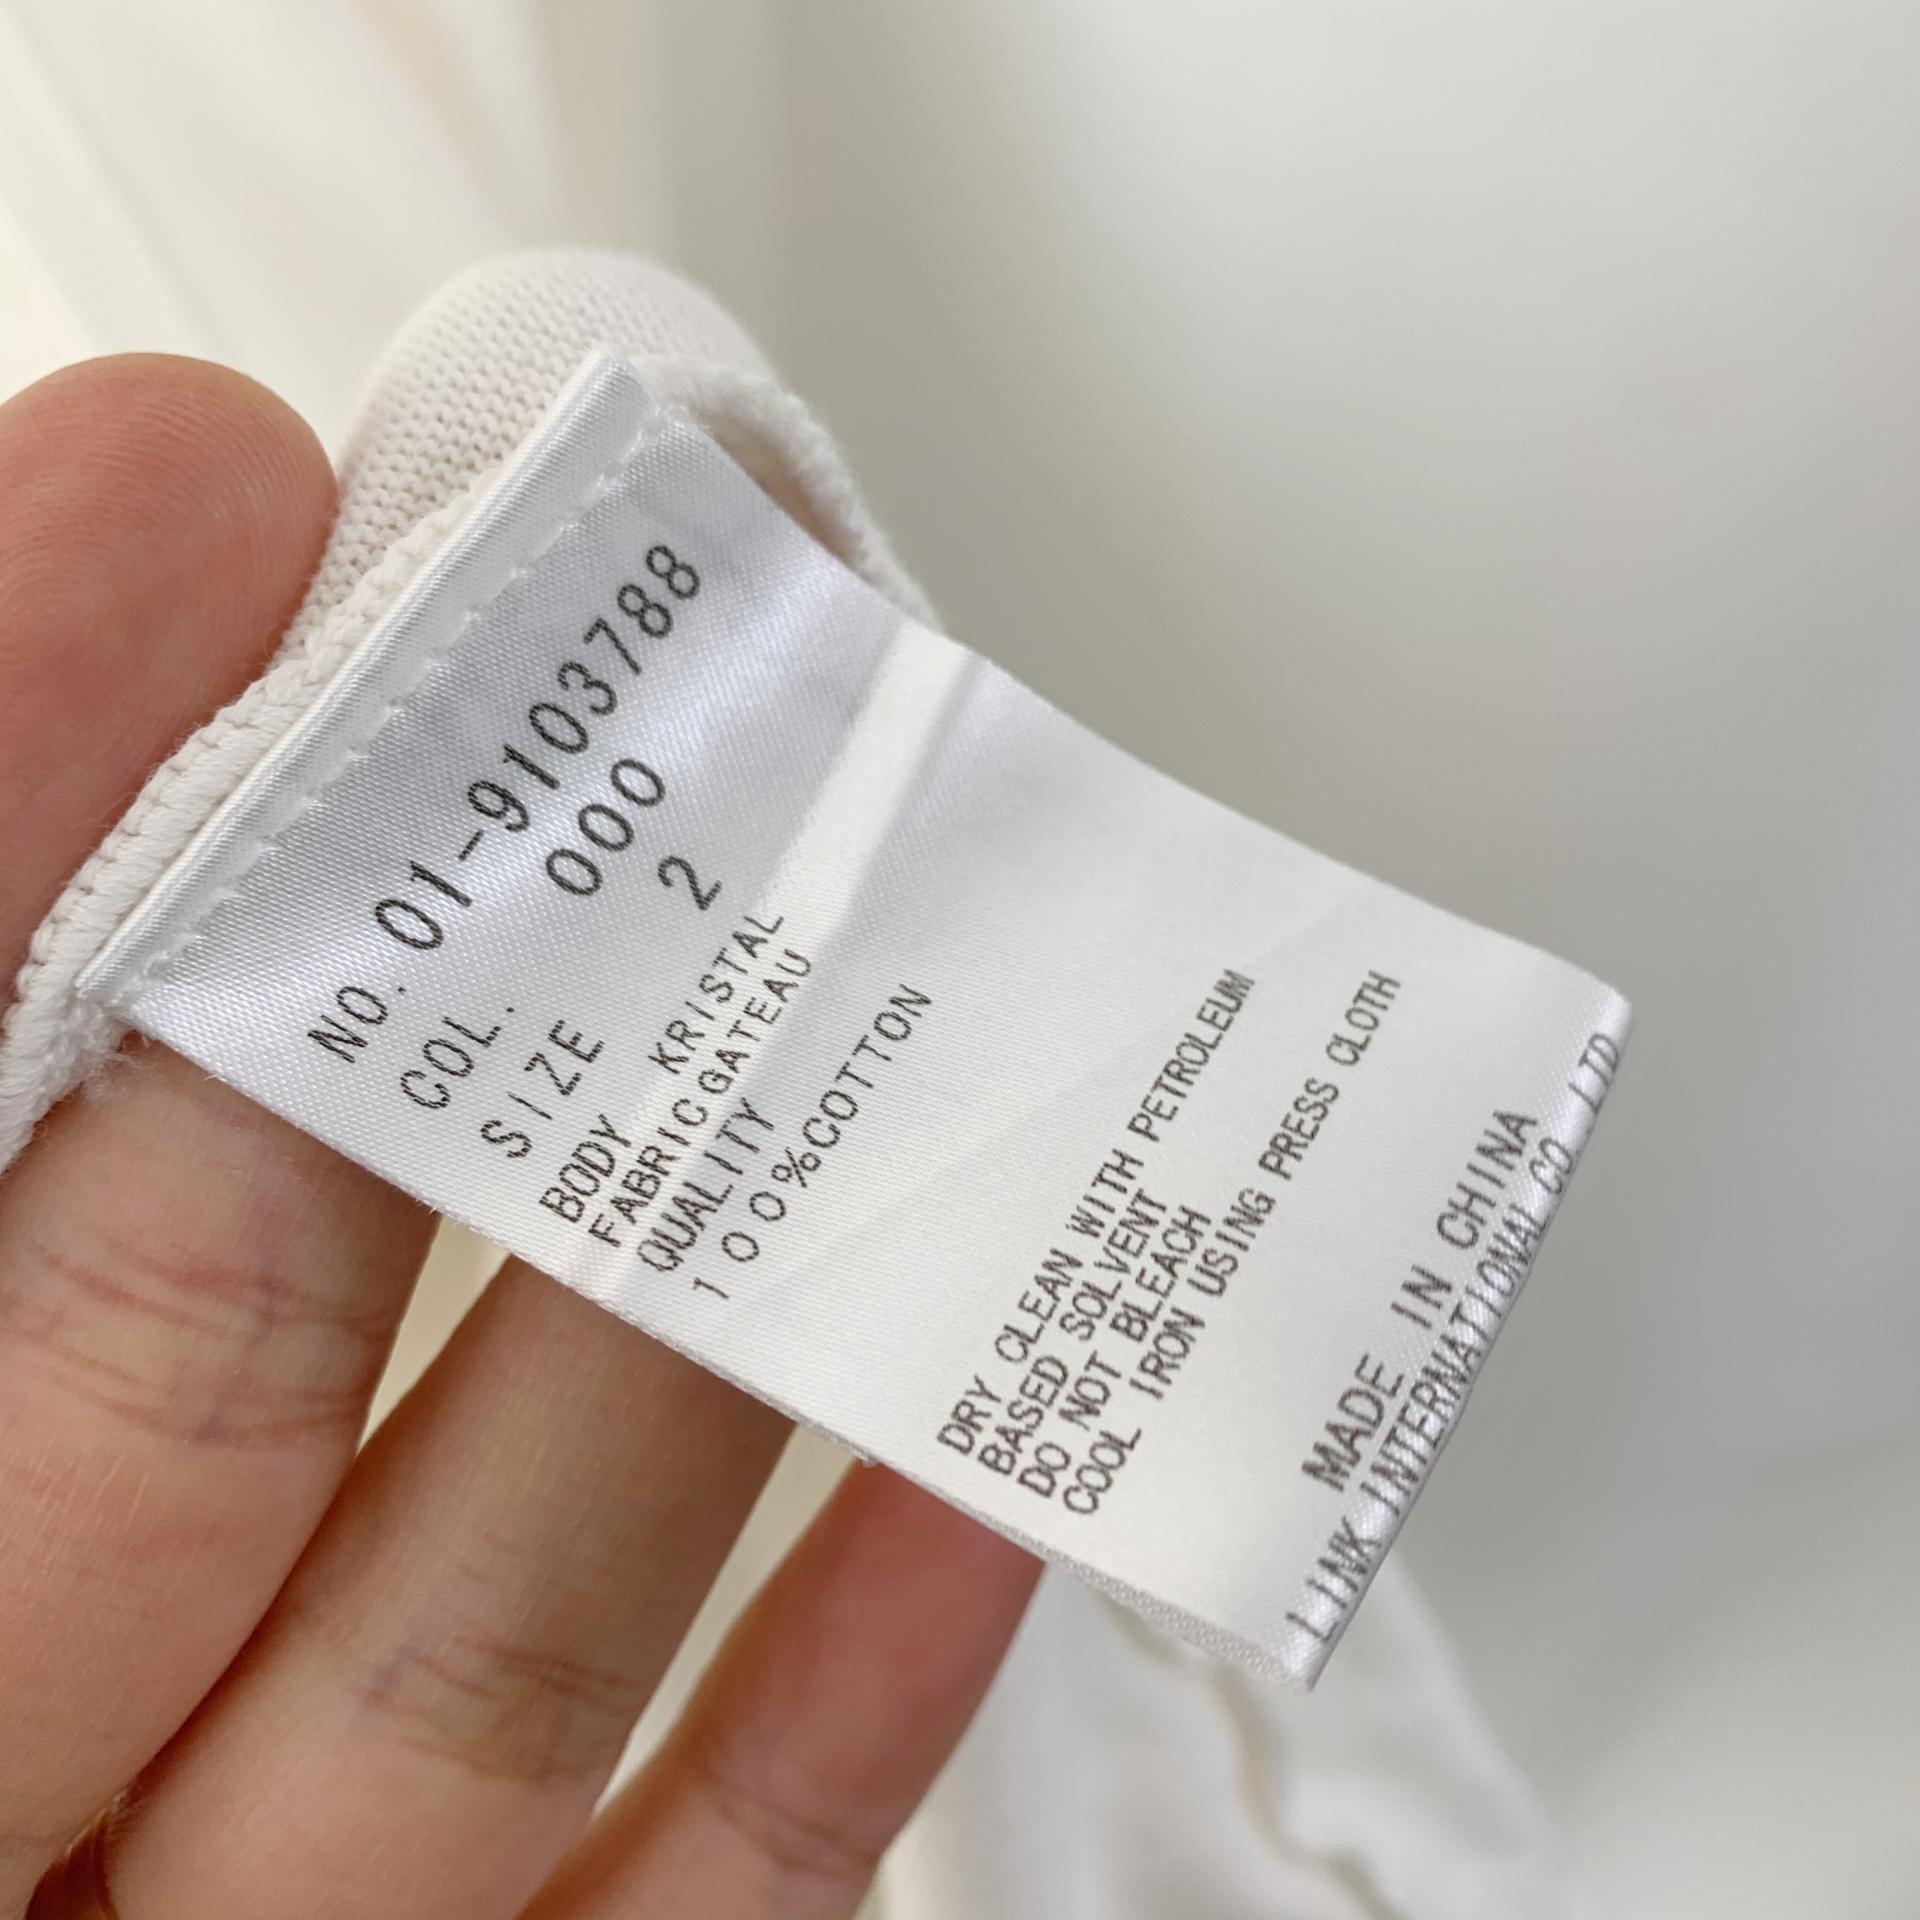 NO. 01-9103788
COL. 000
SIZE 2
BODY KRISTAL
FABRIC GATEAU
QUALITY
100%COTTON
DRY CLEAN WITH PETROLEUM
BASED SOLVENT
DO NOT BLEACH
COOL IRON USING PRESS CLOTH
MADE IN CHINA
LINK INTERNATIONAL CO. LTD